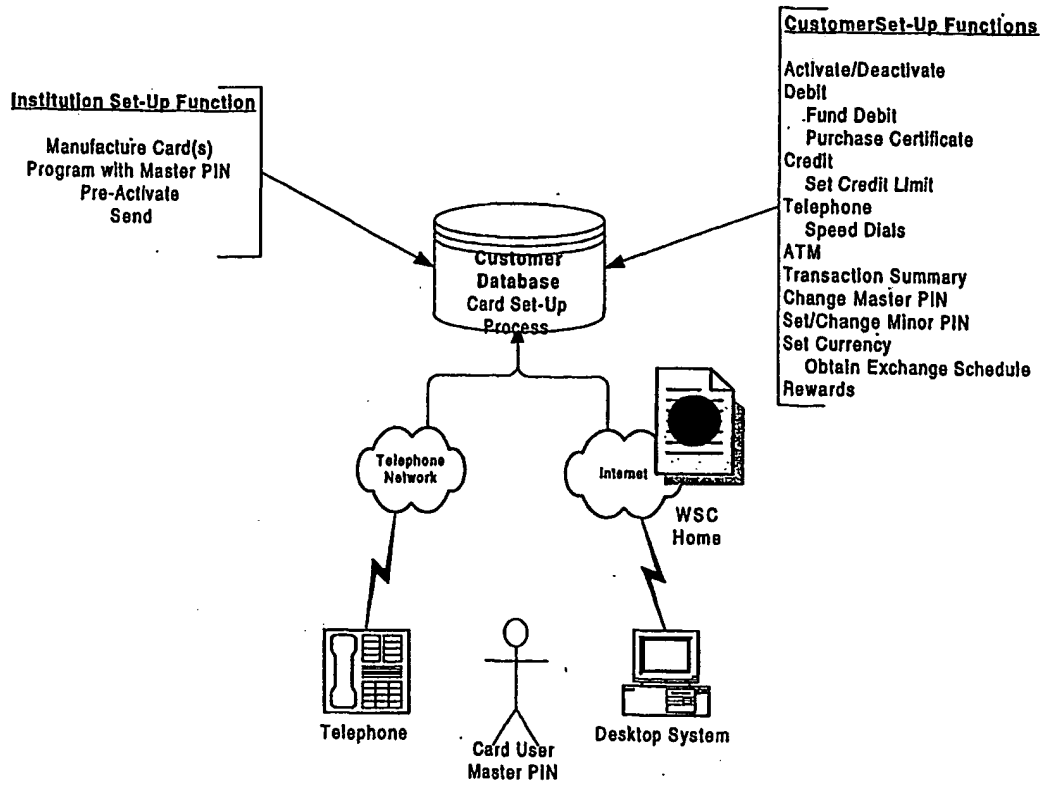 Institution Set-Up Function
Manufacture Card(s)
Program with Master PIN
Pre-Activate
Send
CustomerSet-Up Functions
Activate/Deactivate
Debit
Fund Debit
Purchase Certificate
Credit
Set Credit Limit
Telephone
Speed Dials
ATM
Transaction Summary
Change Master PIN
Set/Change Minor PIN
Set Currency
Obtain Exchange Schedule
Rewards
Customer
Database
Card Set-Up
Process
Telephone
Network
Internet
WSC
Home
Telephone
Card User
Master PIN
Desktop System